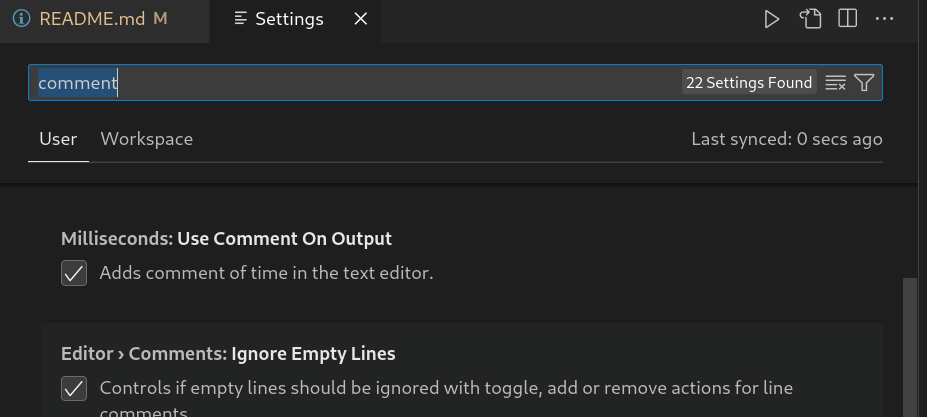 README.md M Settings
comment 22 Settings Found
User Workspace Last synced: 0 secs ago
Milliseconds: Use Comment On Output
Adds comment of time in the text editor.
Editor › Comments: Ignore Empty Lines
Controls if empty lines should be ignored with toggle, add or remove actions for line
comments.